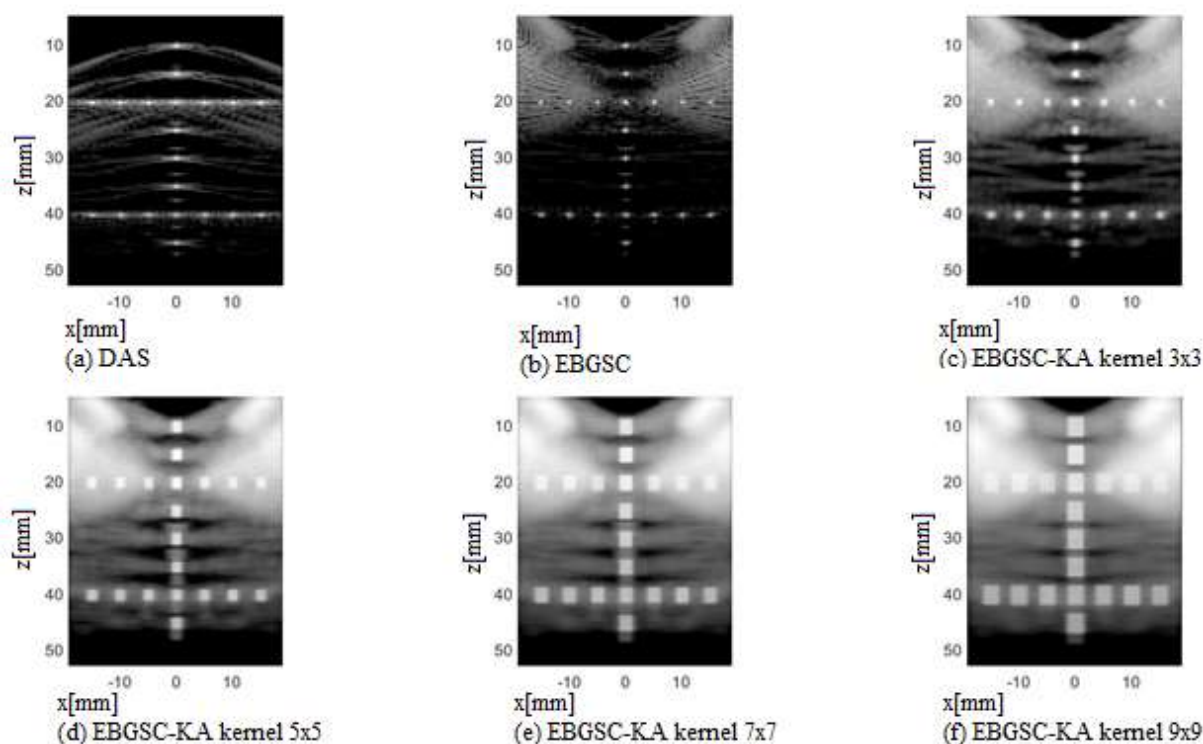 10
20
30
40
50
z[mm]
-10 0 10
x[mm]
(a) DAS
10
20
30
40
50
z[mm]
-10 0 10
x[mm]
(b) EBGSC
10
20
30
40
50
z[mm]
-10 0 10
x[mm]
(c) EBGSC-KA kernel 3x3
10
20
30
40
50
z[mm]
-10 0 10
x[mm]
(d) EBGSC-KA kernel 5x5
10
20
30
40
50
z[mm]
-10 0 10
x[mm]
(e) EBGSC-KA kernel 7x7
10
20
30
40
50
z[mm]
-10 0 10
x[mm]
(f) EBGSC-KA kernel 9x9